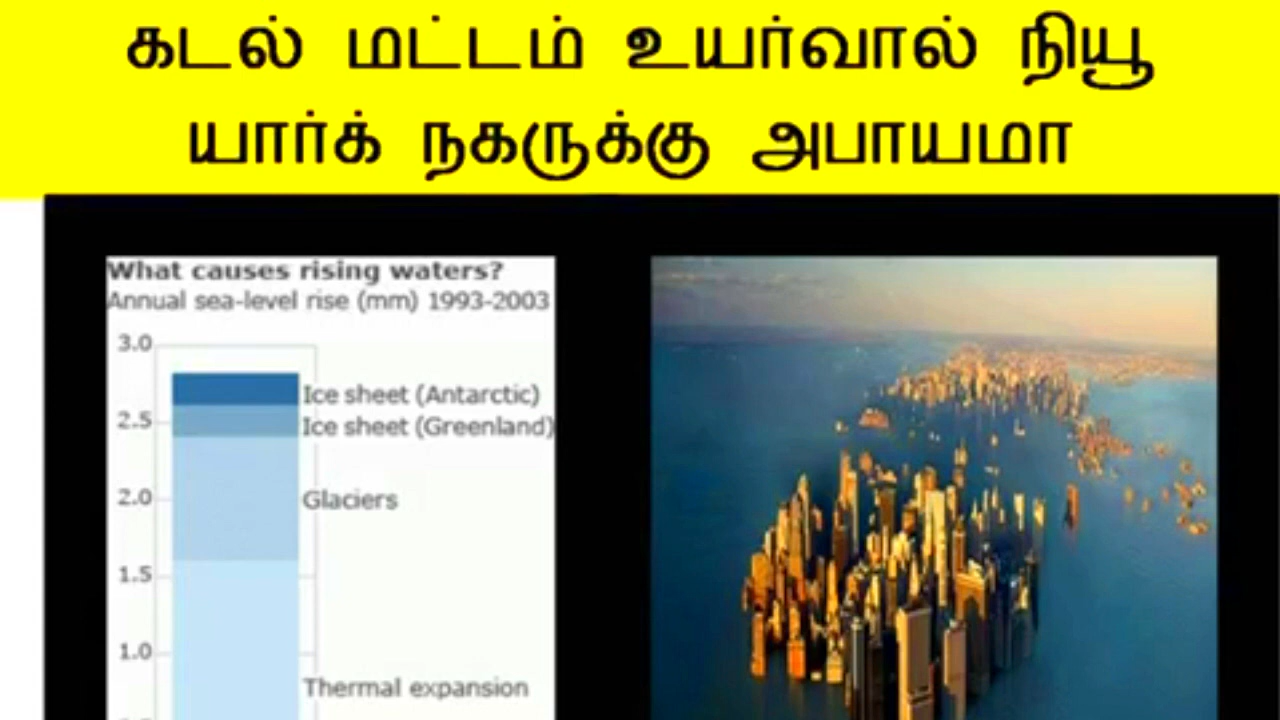 கடல் மட்டம் உயர்வால் நியூ
யார்க் நகருக்கு அபாயமா
What causes rising waters?
Annual sea-level rise (mm) 1993-2003
3.0
Ice sheet (Antarctic)
2.5
Ice sheet (Greenland)
2.0
Glaciers
1.5
1.0
Thermal expansion